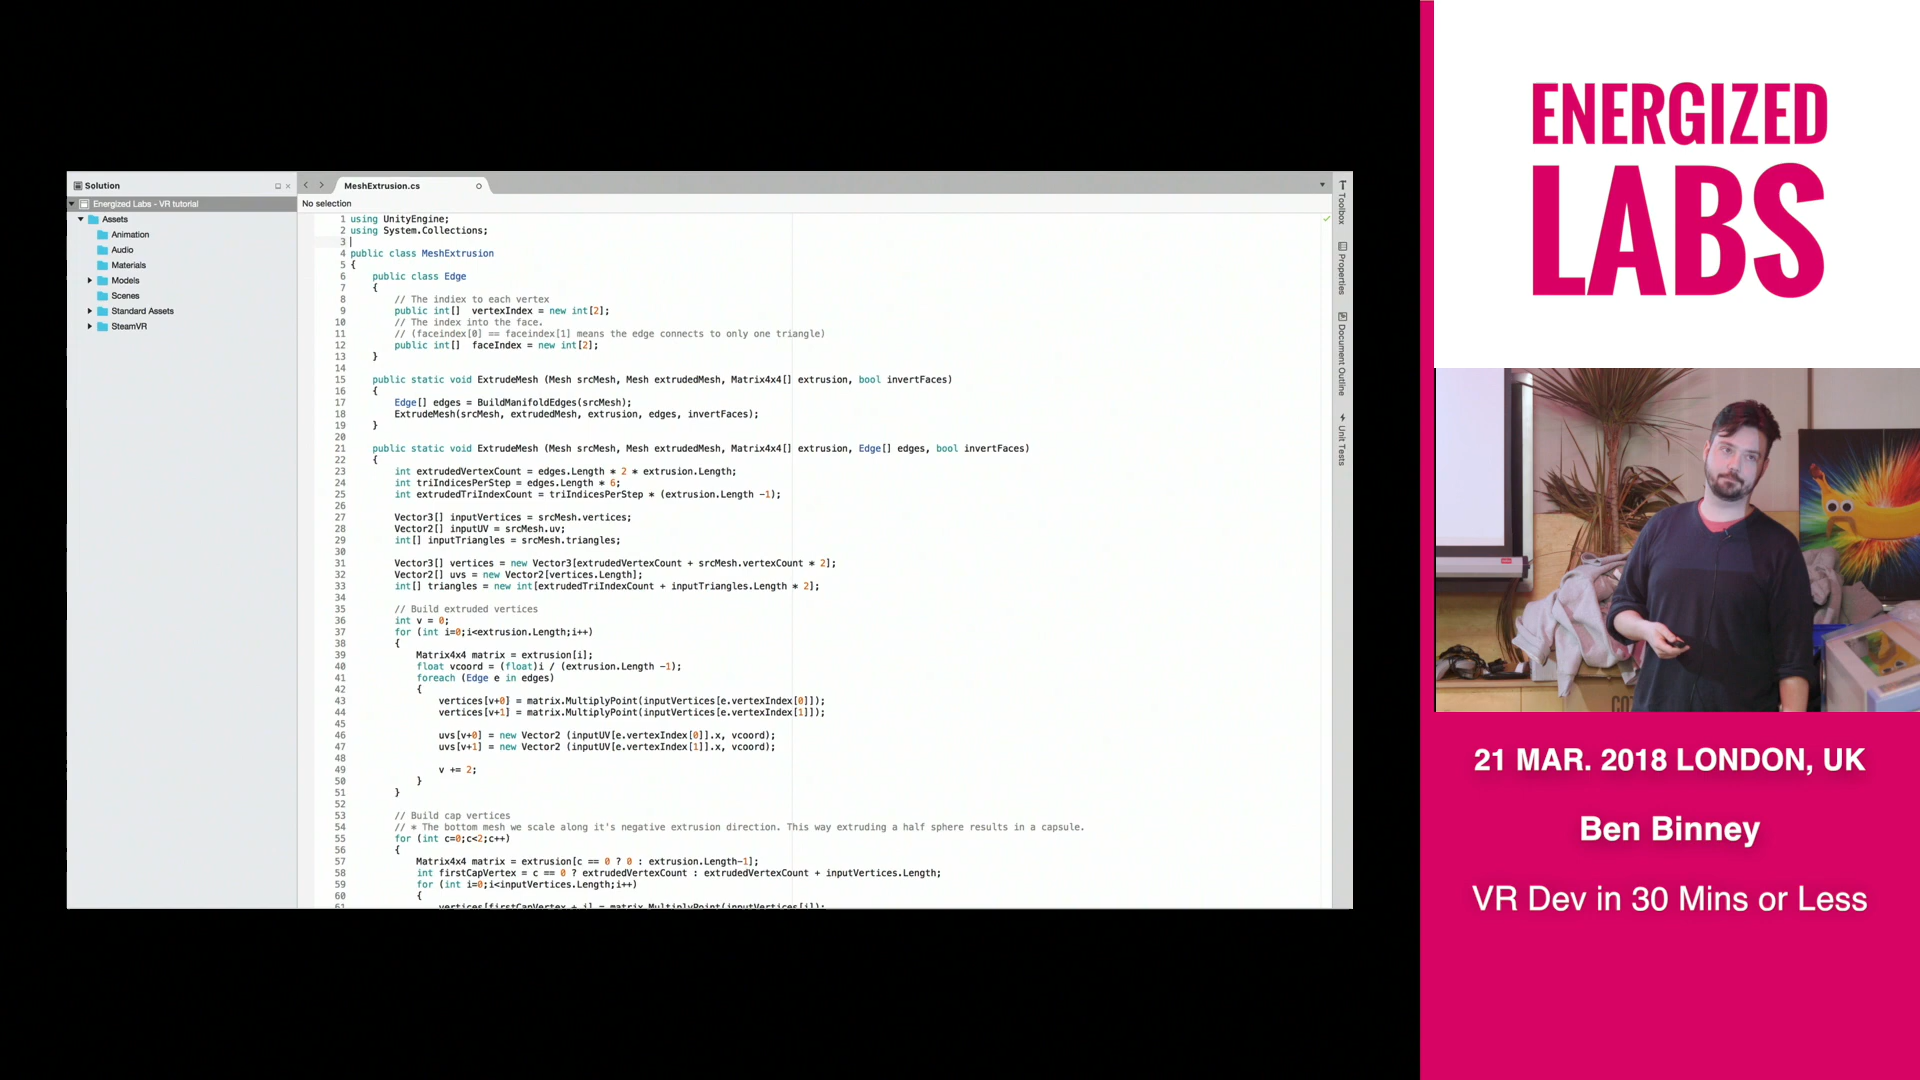 Solution
Energized Labs - VR tutorial
Assets
Animation
Audio
Materials
Models
Scenes
Standard Assets
SteamVR
MeshExtrusion.cs
No selection
1 using UnityEngine;
2 using System.Collections;
3
4 public class MeshExtrusion
5 {
6 public class Edge
7 {
8 // The indiex to each vertex
9 public int[] vertexIndex = new int[2];
10 // The index into the face.
11 // (faceindex[0] == faceindex[1] means the edge connects to only one triangle)
12 public int[] faceIndex = new int[2];
13 }
14
15 public static void ExtrudeMesh (Mesh srcMesh, Mesh extrudedMesh, Matrix4x4[] extrusion, bool invertFaces)
16 {
17 Edge[] edges = BuildManifoldEdges(srcMesh);
18 ExtrudeMesh(srcMesh, extrudedMesh, extrusion, edges, invertFaces);
19 }
20
21 public static void ExtrudeMesh (Mesh srcMesh, Mesh extrudedMesh, Matrix4x4[] extrusion, Edge[] edges, bool invertFaces)
22 {
23 int extrudedVertexCount = edges.Length * 2 * extrusion.Length;
24 int triIndicesPerStep = edges.Length * 6;
25 int extrudedTriIndexCount = triIndicesPerStep * (extrusion.Length -1);
26
27 Vector3[] inputVertices = srcMesh.vertices;
28 Vector2[] inputUV = srcMesh.uv;
29 int[] inputTriangles = srcMesh.triangles;
30
31 Vector3[] vertices = new Vector3[extrudedVertexCount + srcMesh.vertexCount * 2];
32 Vector2[] uvs = new Vector2[vertices.Length];
33 int[] triangles = new int[extrudedTriIndexCount + inputTriangles.Length * 2];
34
35 // Build extruded vertices
36 int v = 0;
37 for (int i=0;i<extrusion.Length;i++)
38 {
39 Matrix4x4 matrix = extrusion[i];
40 float vcoord = (float)i / (extrusion.Length -1);
41 foreach (Edge e in edges)
42 {
43 vertices[v+0] = matrix.MultiplyPoint(inputVertices[e.vertexIndex[0]]);
44 vertices[v+1] = matrix.MultiplyPoint(inputVertices[e.vertexIndex[1]]);
45
46 uvs[v+0] = new Vector2 (inputUV[e.vertexIndex[0]].x, vcoord);
47 uvs[v+1] = new Vector2 (inputUV[e.vertexIndex[1]].x, vcoord);
48
49 v += 2;
50 }
51 }
52
53 // Build cap vertices
54 // * The bottom mesh we scale along it's negative extrusion direction. This way extruding a half sphere results in a capsule.
55 for (int c=0;c<2;c++)
56 {
57 Matrix4x4 matrix = extrusion[c == 0 ? 0 : extrusion.Length-1];
58 int firstCapVertex = c == 0 ? extrudedVertexCount : extrudedVertexCount + inputVertices.Length;
59 for (int i=0;i<inputVertices.Length;i++)
60 {
61 vertices[firstCapVertex + i] = matrix.MultiplyPoint(inputVertices[i]);
Toolbox
Properties
Document Outline
Unit Tests
ENERGIZED
LABS
21 MAR. 2018 LONDON, UK
Ben Binney
VR Dev in 30 Mins or Less